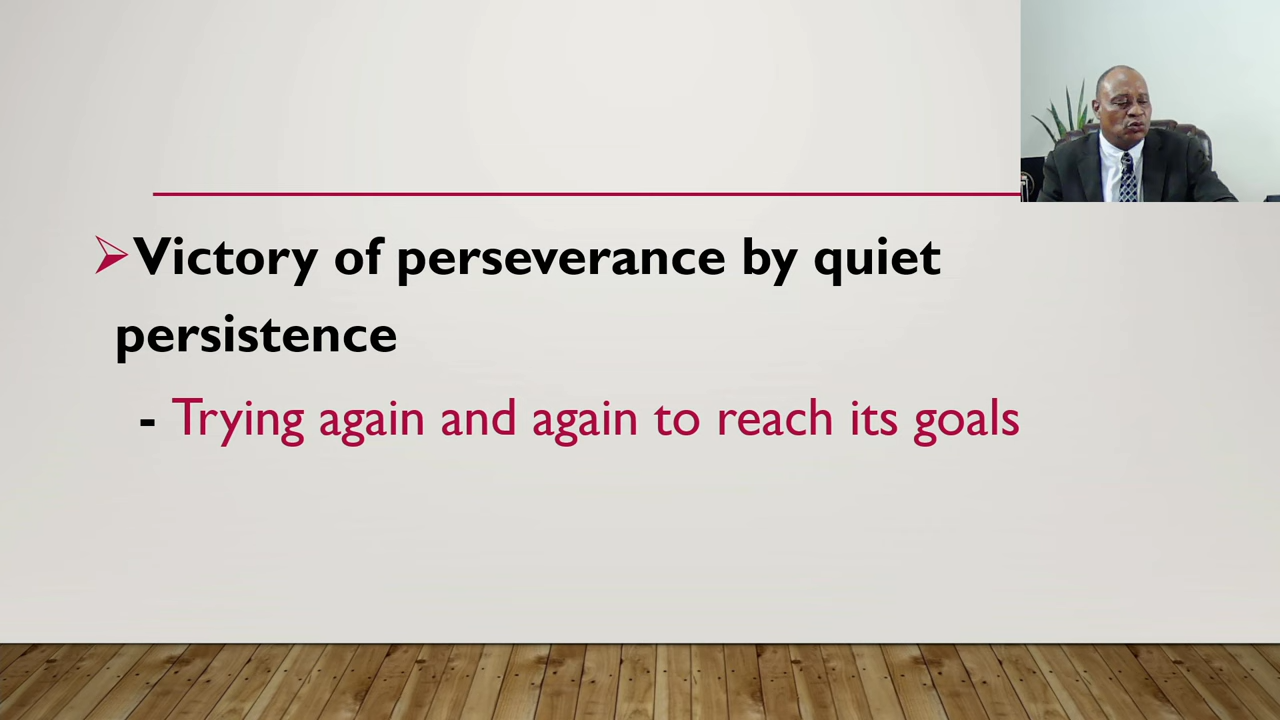 ➢Victory of perseverance by quiet
persistence
- Trying again and again to reach its goals